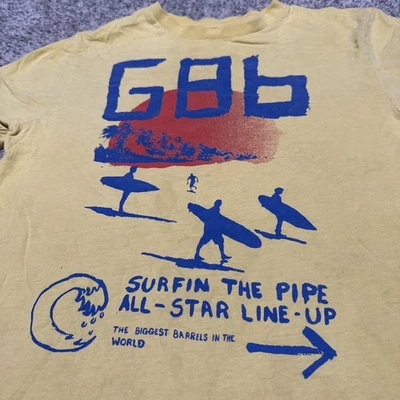 G86
SURFIN THE PIPE
ALL-STAR LINE-UP
THE BIGGEST BARRELS IN THE
WORLD